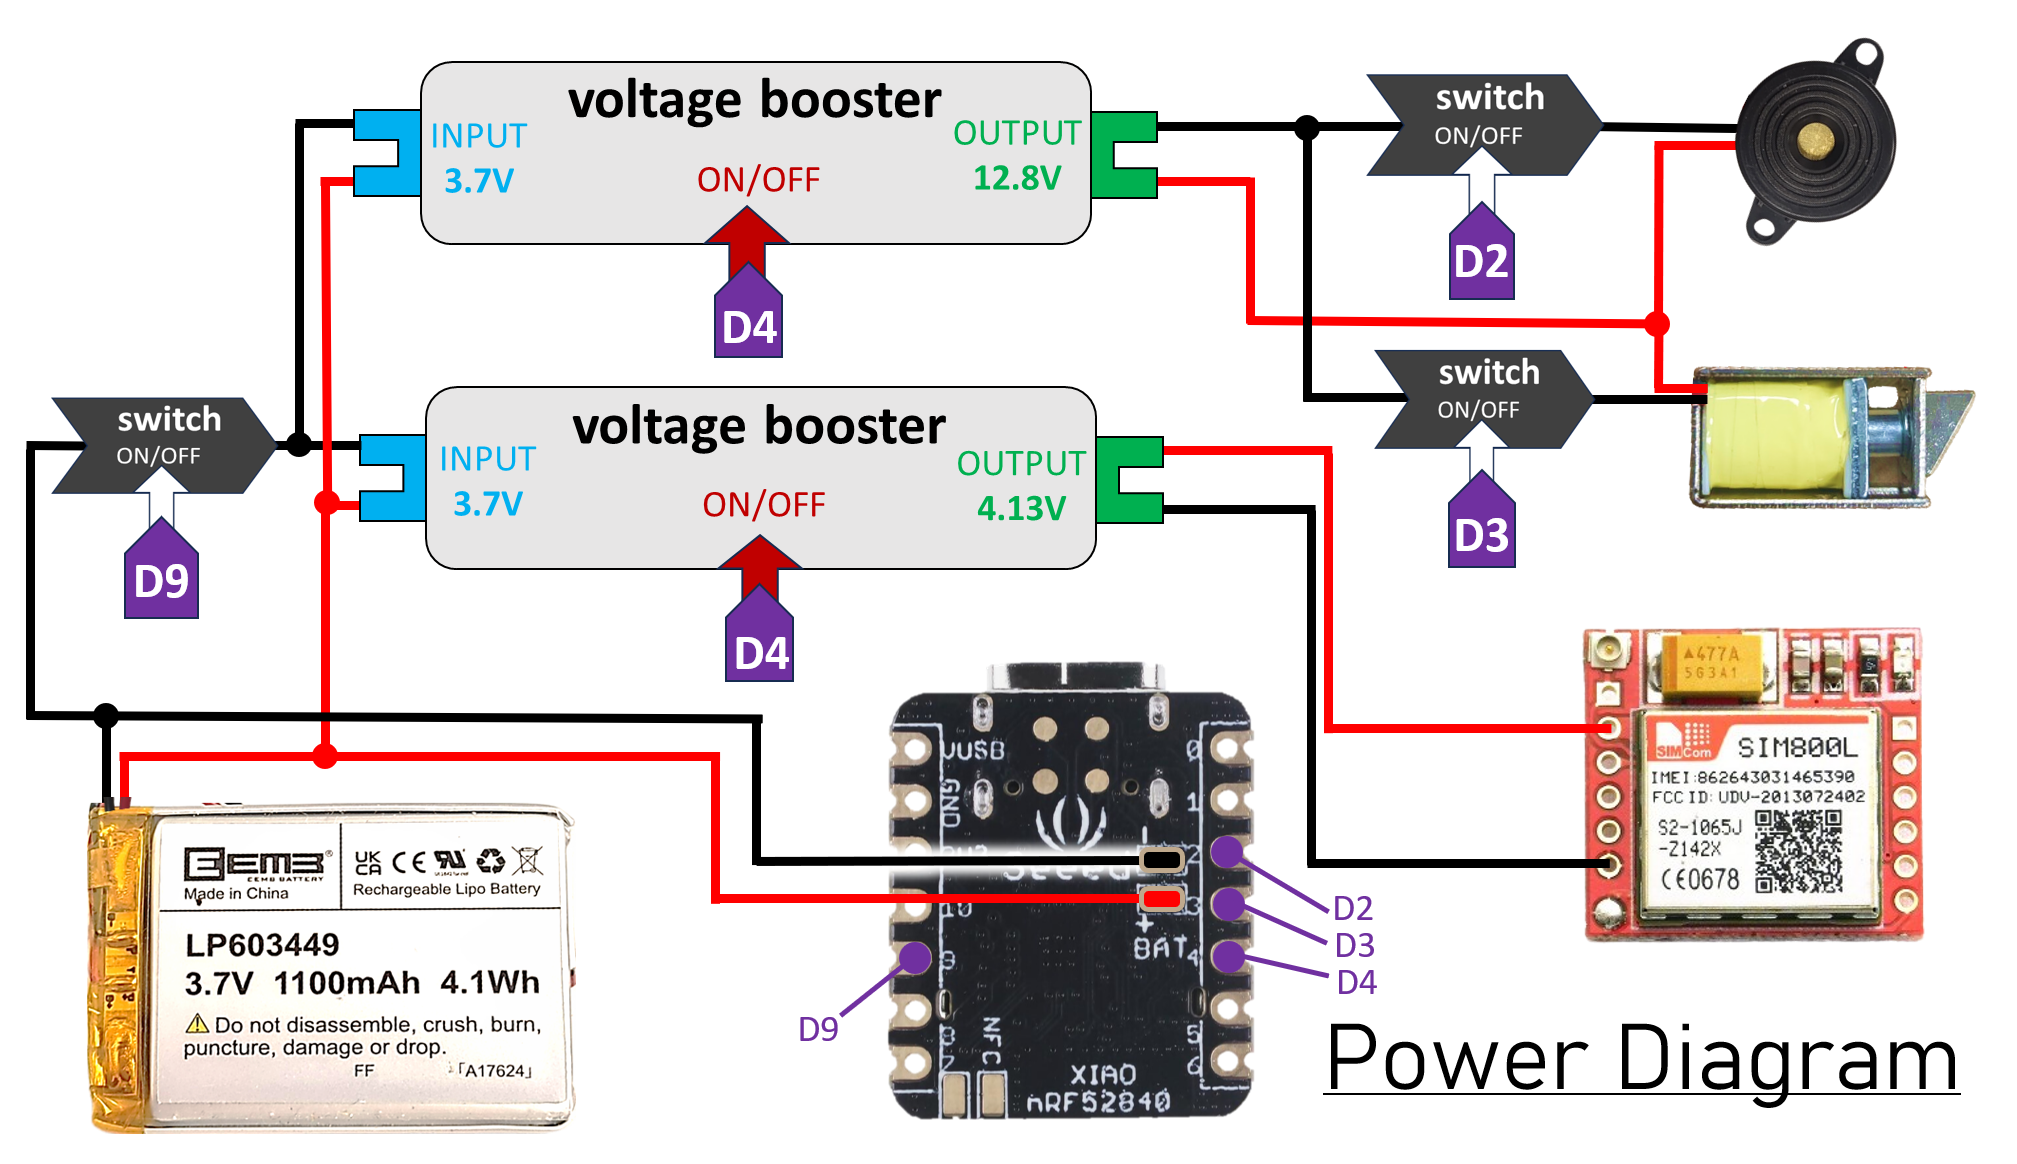 voltage booster
INPUT
3.7V
ON/OFF
OUTPUT
12.8V
D4
switch
ON/OFF
D2
switch
ON/OFF
D9
voltage booster
INPUT
3.7V
ON/OFF
OUTPUT
4.13V
D4
switch
ON/OFF
D3
EEMB
EEMB BATTERY
Made in China
UK
CA
CE
Rechargeable Lipo Battery
LP603449
3.7V 1100mAh 4.1Wh
Do not disassemble, crush, burn,
puncture, damage or drop.
FF
「A17624」
VUSB
GND
10
9
8
7
0
1
2
3
4
5
6
BAT
NFC
XIAO
nRF52840
D9
D2
D3
D4
477A
563A1
SIMCom
SIM800L
IMEI:862643031465390
FCC ID: UDV-2013072402
S2-1065J
-Z142X
CE0678
Power Diagram